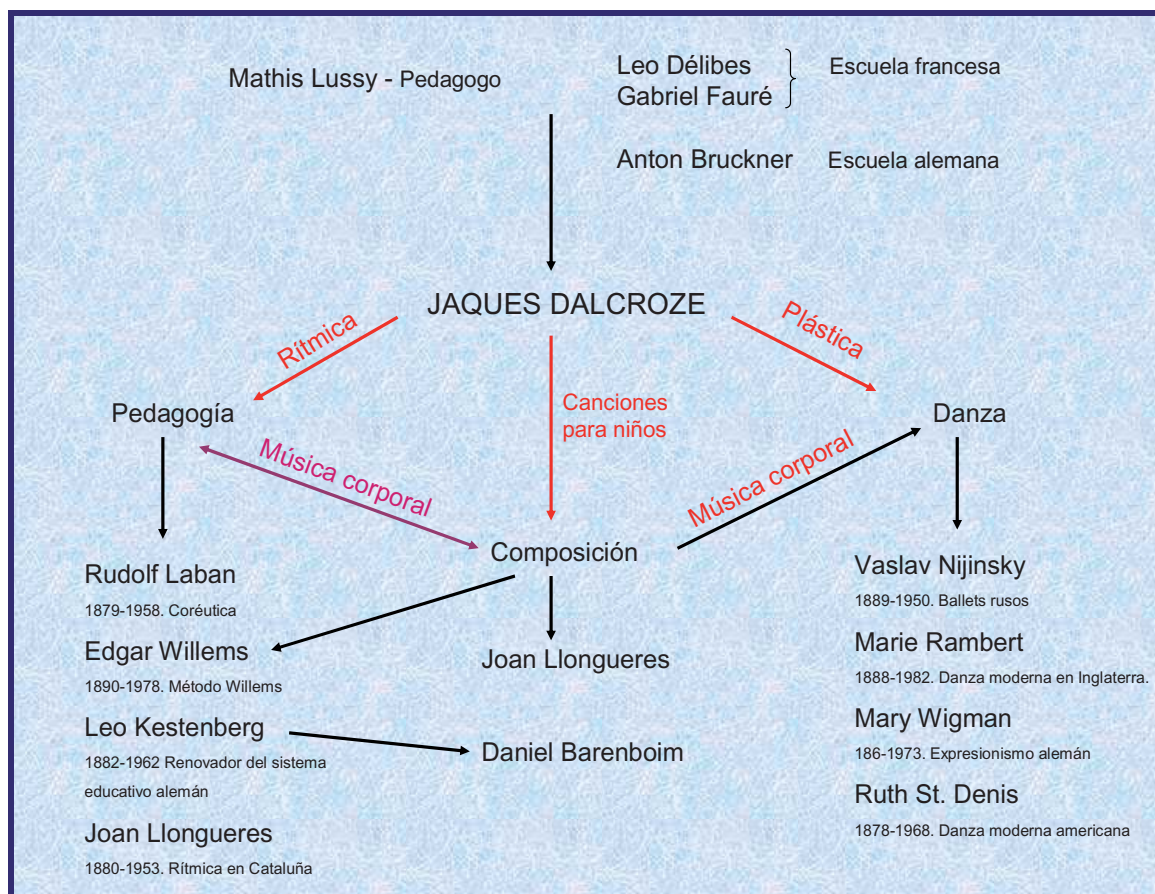 Mathis Lussy - Pedagogo
Leo Délibes
Gabriel Fauré
Escuela francesa
Anton Bruckner
Escuela alemana
JAQUES DALCROZE
Rítmica
Plástica
Canciones
para niños
Pedagogía
Danza
Música corporal
Música corporal
Composición
Rudolf Laban
1879-1958. Coréutica
Edgar Willems
1890-1978. Método Willems
Leo Kestenberg
1882-1962 Renovador del sistema
educativo alemán
Joan Llongueres
1880-1953. Rítmica en Cataluña
Joan Llongueres
Daniel Barenboim
Vaslav Nijinsky
1889-1950. Ballets rusos
Marie Rambert
1888-1982. Danza moderna en Inglaterra.
Mary Wigman
186-1973. Expresionismo alemán
Ruth St. Denis
1878-1968. Danza moderna americana